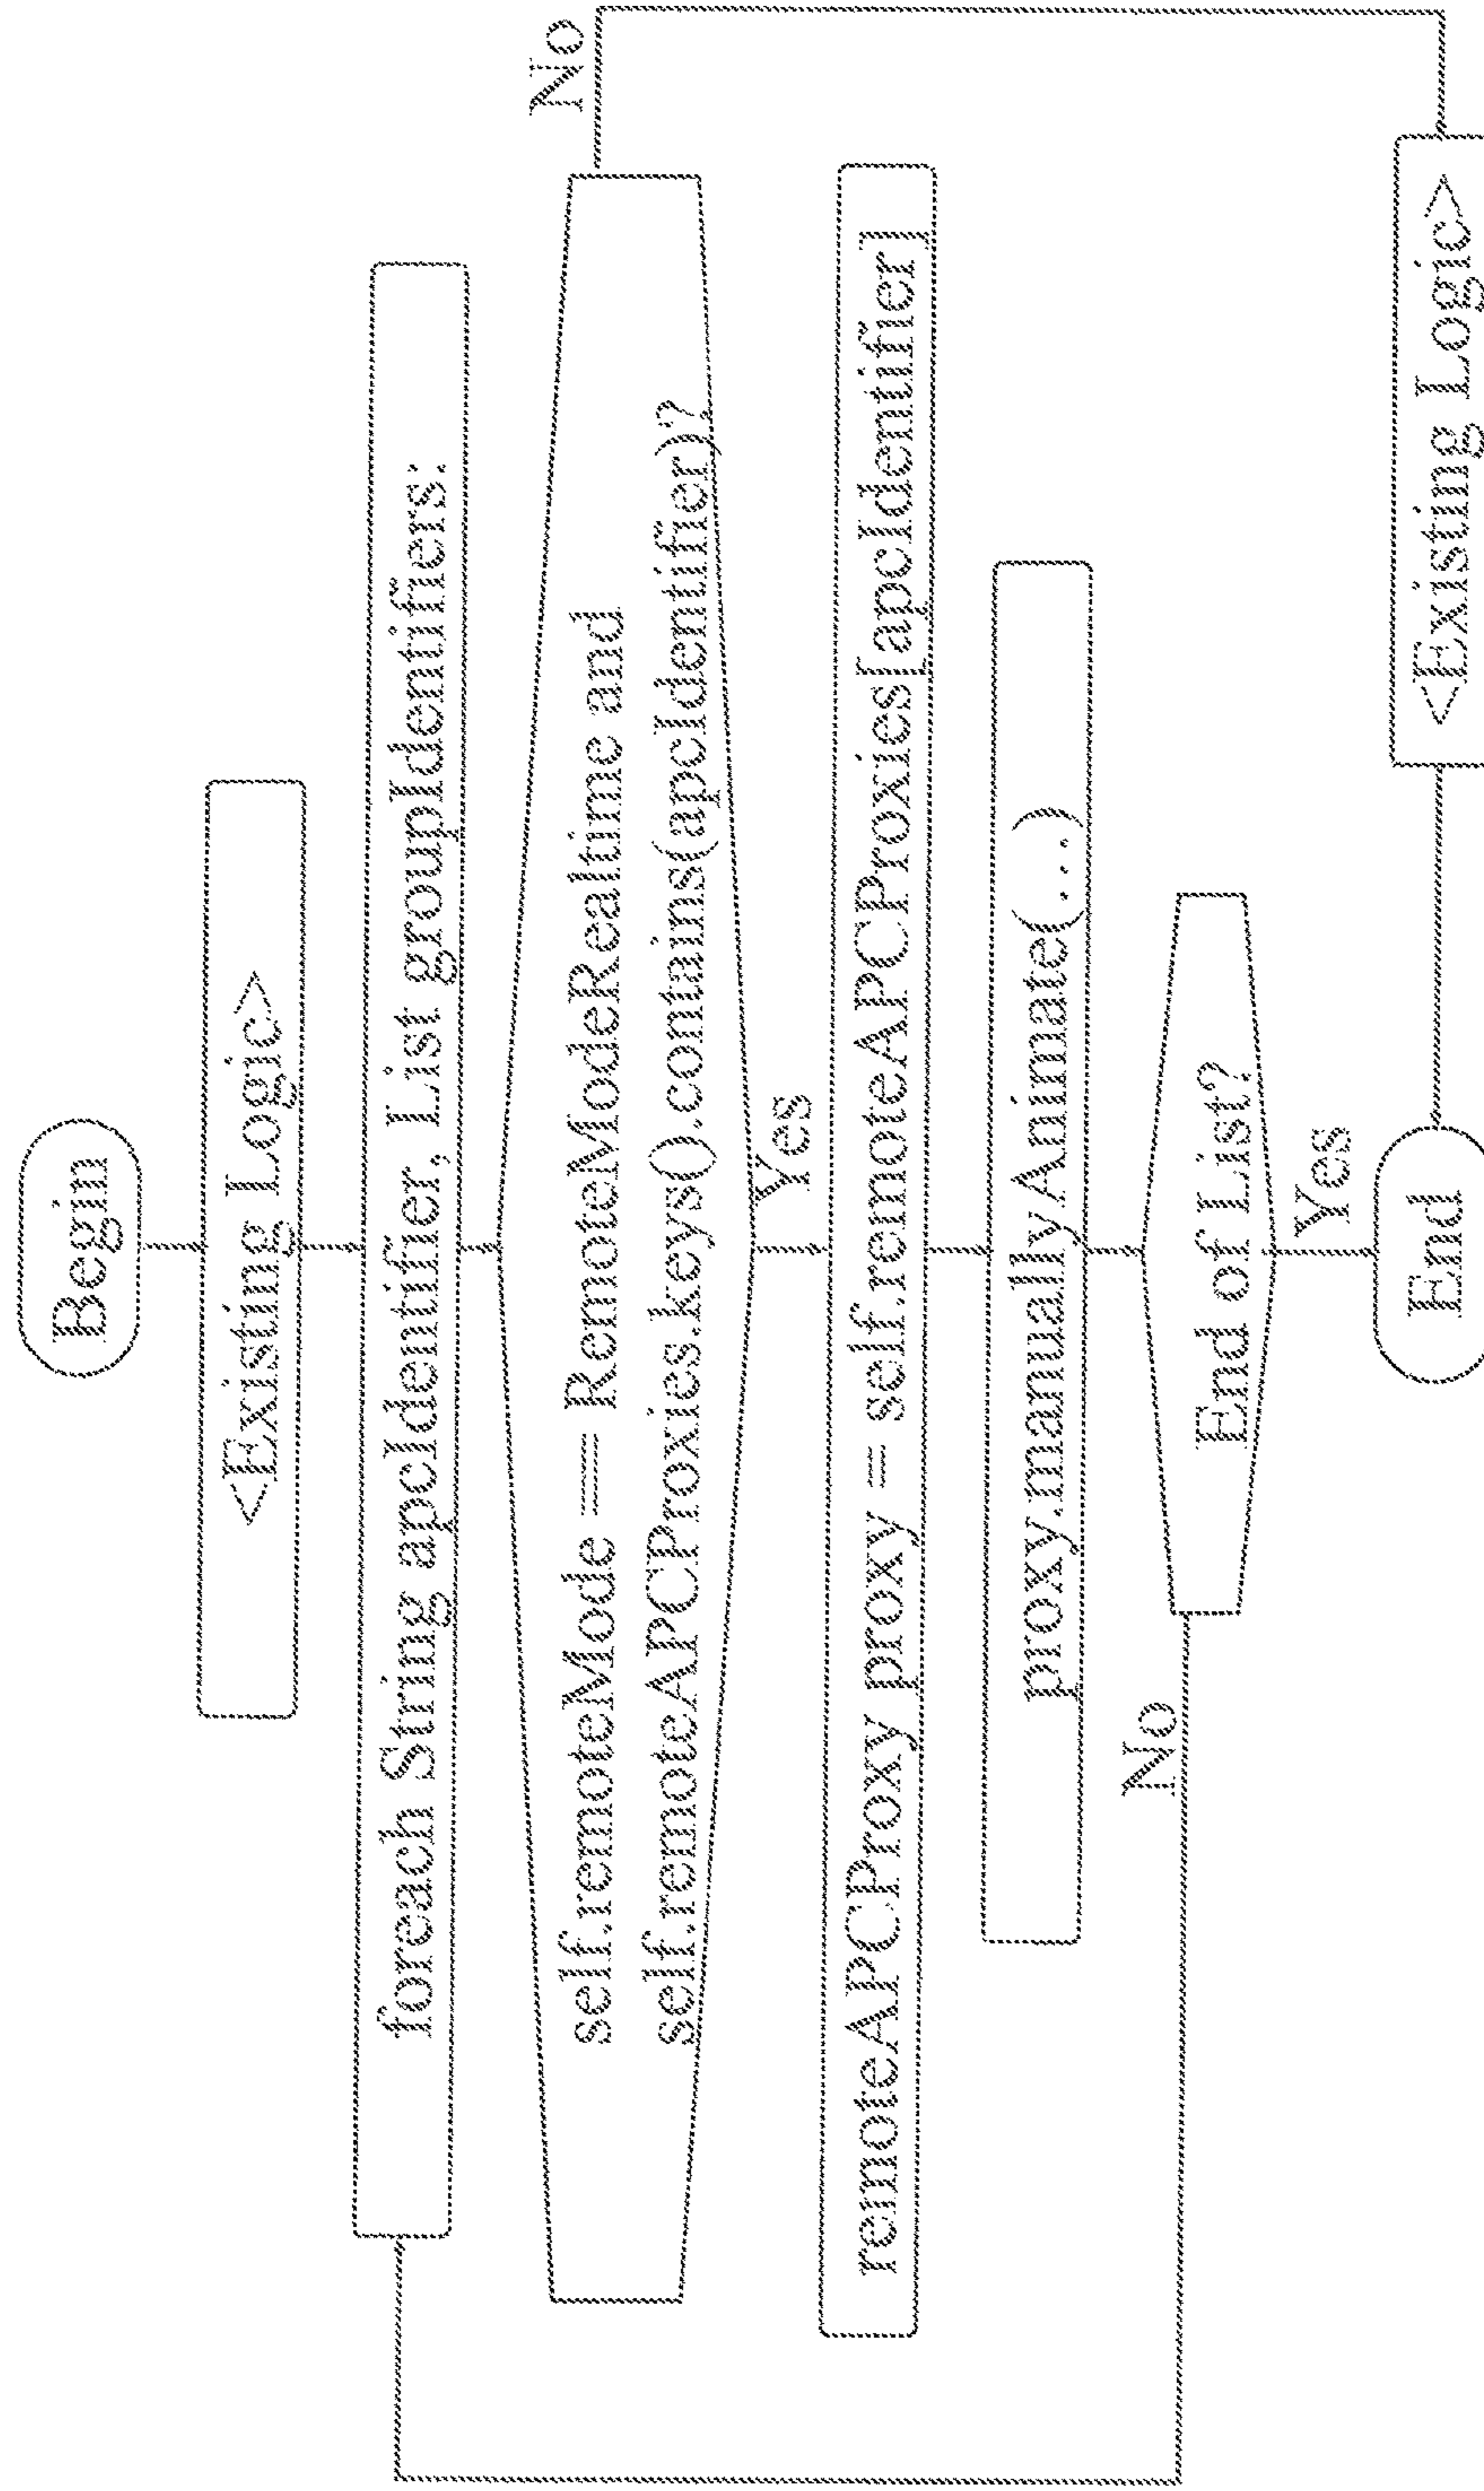 Begin
<Existing Logic>
foreach String apcIdentifier, List groupIdentifiers:
self.remoteMode == RemoteModeRealtime and
self.remoteAPCProxies.keys().contains(apcIdentifier)?
No
Yes
remoteAPCProxy proxy = self.remoteAPCProxies[apcIdentifier]
proxy.manuallyAnimate(...)
End of List?
No
Yes
End
<Existing Logic>